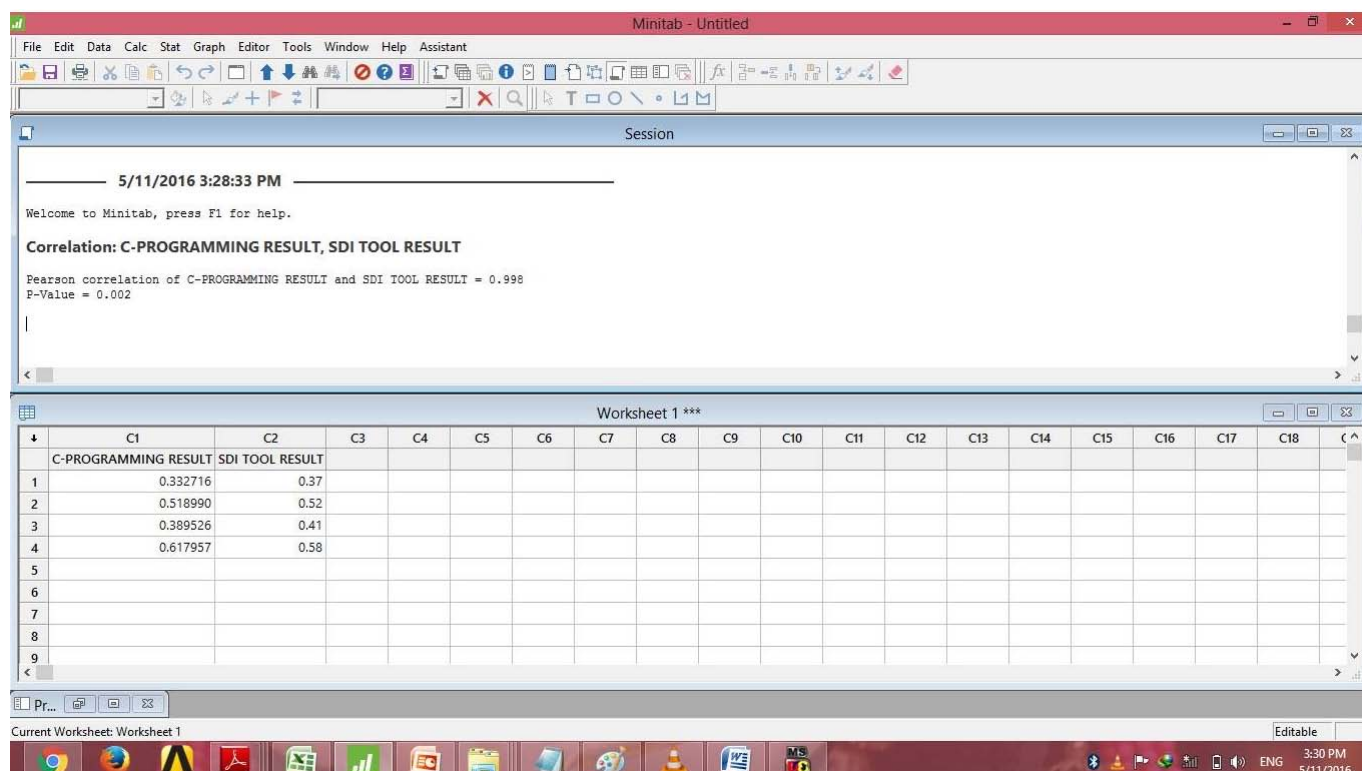 Minitab - Untitled
File Edit Data Calc Stat Graph Editor Tools Window Help Assistant
Session
5/11/2016 3:28:33 PM
Welcome to Minitab, press F1 for help.
Correlation: C-PROGRAMMING RESULT, SDI TOOL RESULT
Pearson correlation of C-PROGRAMMING RESULT and SDI TOOL RESULT = 0.998
P-Value = 0.002
Worksheet 1 ***
C1 C2 C3 C4 C5 C6 C7 C8 C9 C10 C11 C12 C13 C14 C15 C16 C17 C18
C-PROGRAMMING RESULT SDI TOOL RESULT
1 0.332716 0.37
2 0.518990 0.52
3 0.389526 0.41
4 0.617957 0.58
5
6
7
8
9
Pr...
Current Worksheet: Worksheet 1
Editable
ENG
3:30 PM
5/11/2016